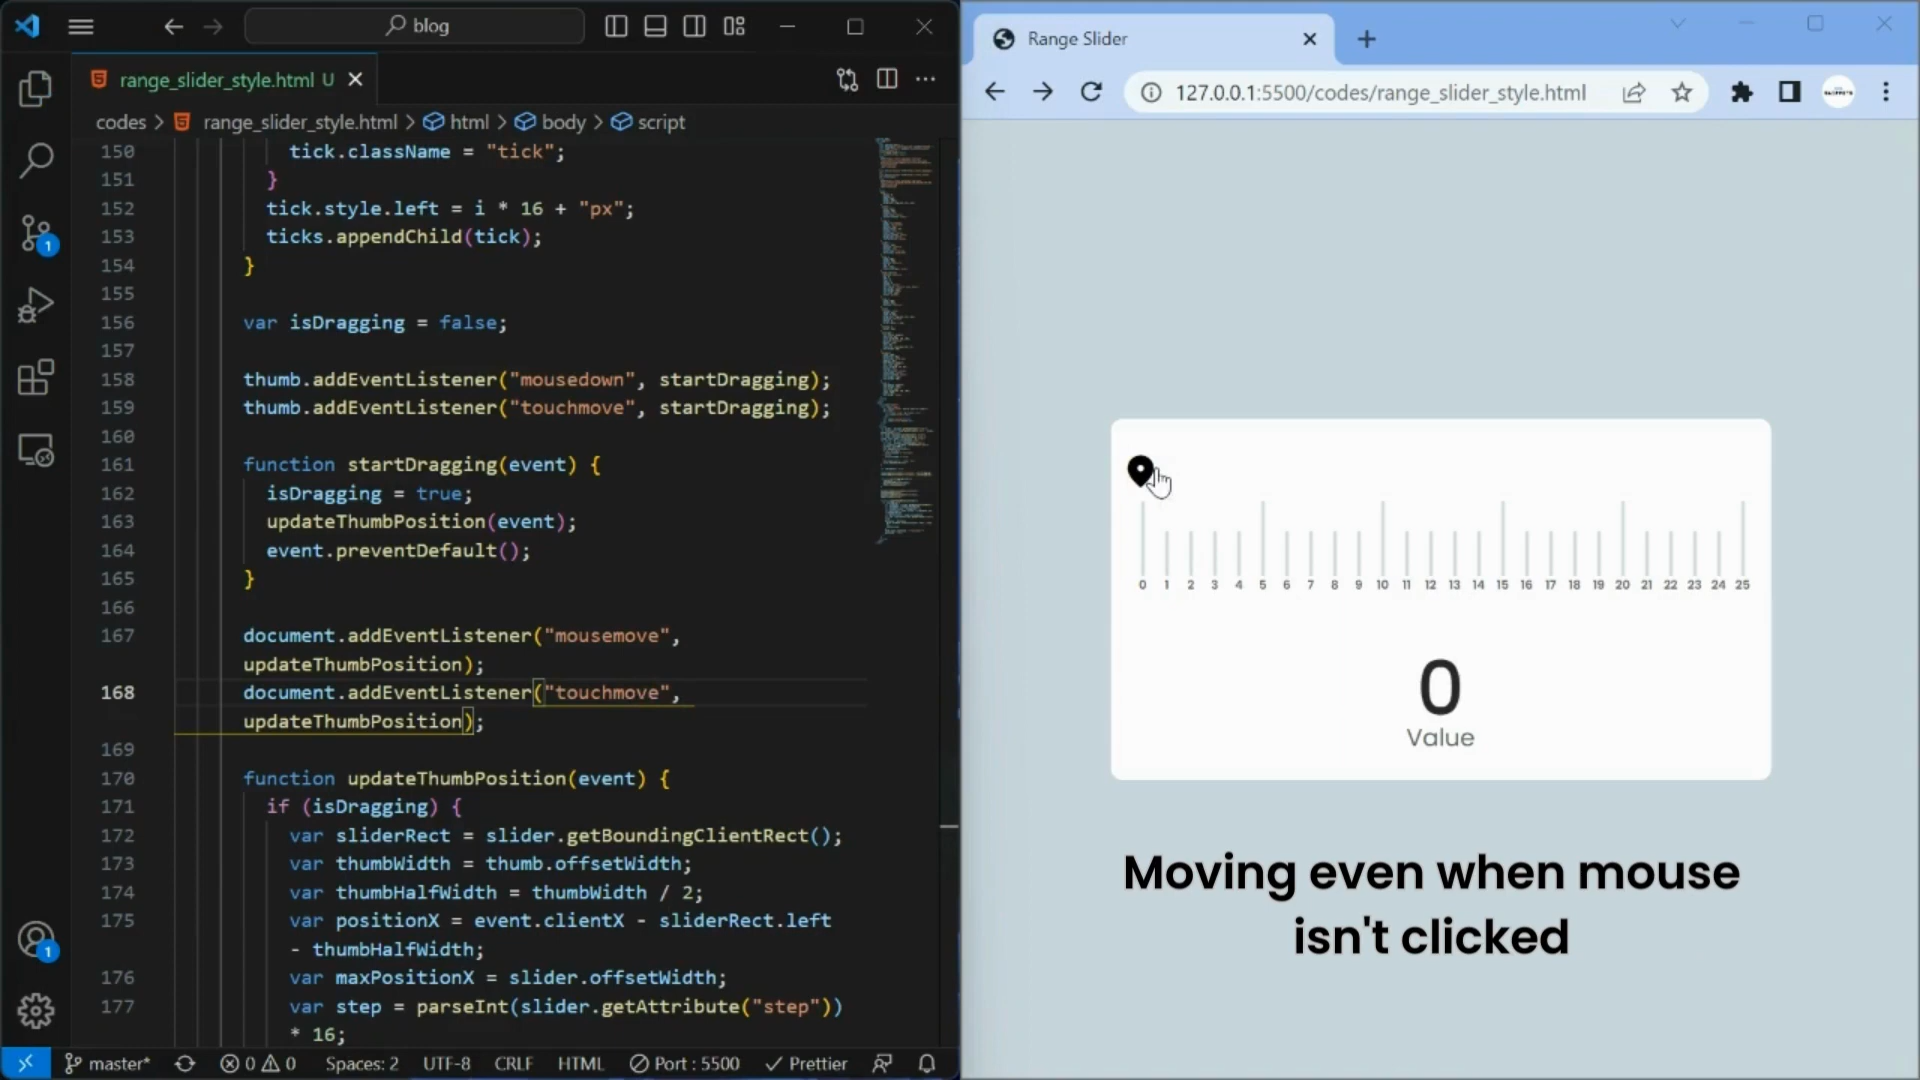 blog
range_slider_style.html U
codes > range_slider_style.html > html > body > script
150 tick.className = "tick";
151 }
152 tick.style.left = i * 16 + "px";
153 ticks.appendChild(tick);
154 }
155
156 var isDragging = false;
157
158 thumb.addEventListener("mousedown", startDragging);
159 thumb.addEventListener("touchmove", startDragging);
160
161 function startDragging(event) {
162 isDragging = true;
163 updateThumbPosition(event);
164 event.preventDefault();
165 }
166
167 document.addEventListener("mousemove",
updateThumbPosition);
168 document.addEventListener("touchmove",
updateThumbPosition);
169
170 function updateThumbPosition(event) {
171 if (isDragging) {
172 var sliderRect = slider.getBoundingClientRect();
173 var thumbWidth = thumb.offsetWidth;
174 var thumbHalfWidth = thumbWidth / 2;
175 var positionX = event.clientX - sliderRect.left
- thumbHalfWidth;
176 var maxPositionX = slider.offsetWidth;
177 var step = parseInt(slider.getAttribute("step"))
* 16;
1
1
master* 0 0 Spaces: 2 UTF-8 CRLF HTML Port : 5500 Prettier
Range Slider
127.0.0.1:5500/codes/range_slider_style.html
0 1 2 3 4 5 6 7 8 9 10 11 12 13 14 15 16 17 18 19 20 21 22 23 24 25
0
Value
Moving even when mouse
isn't clicked